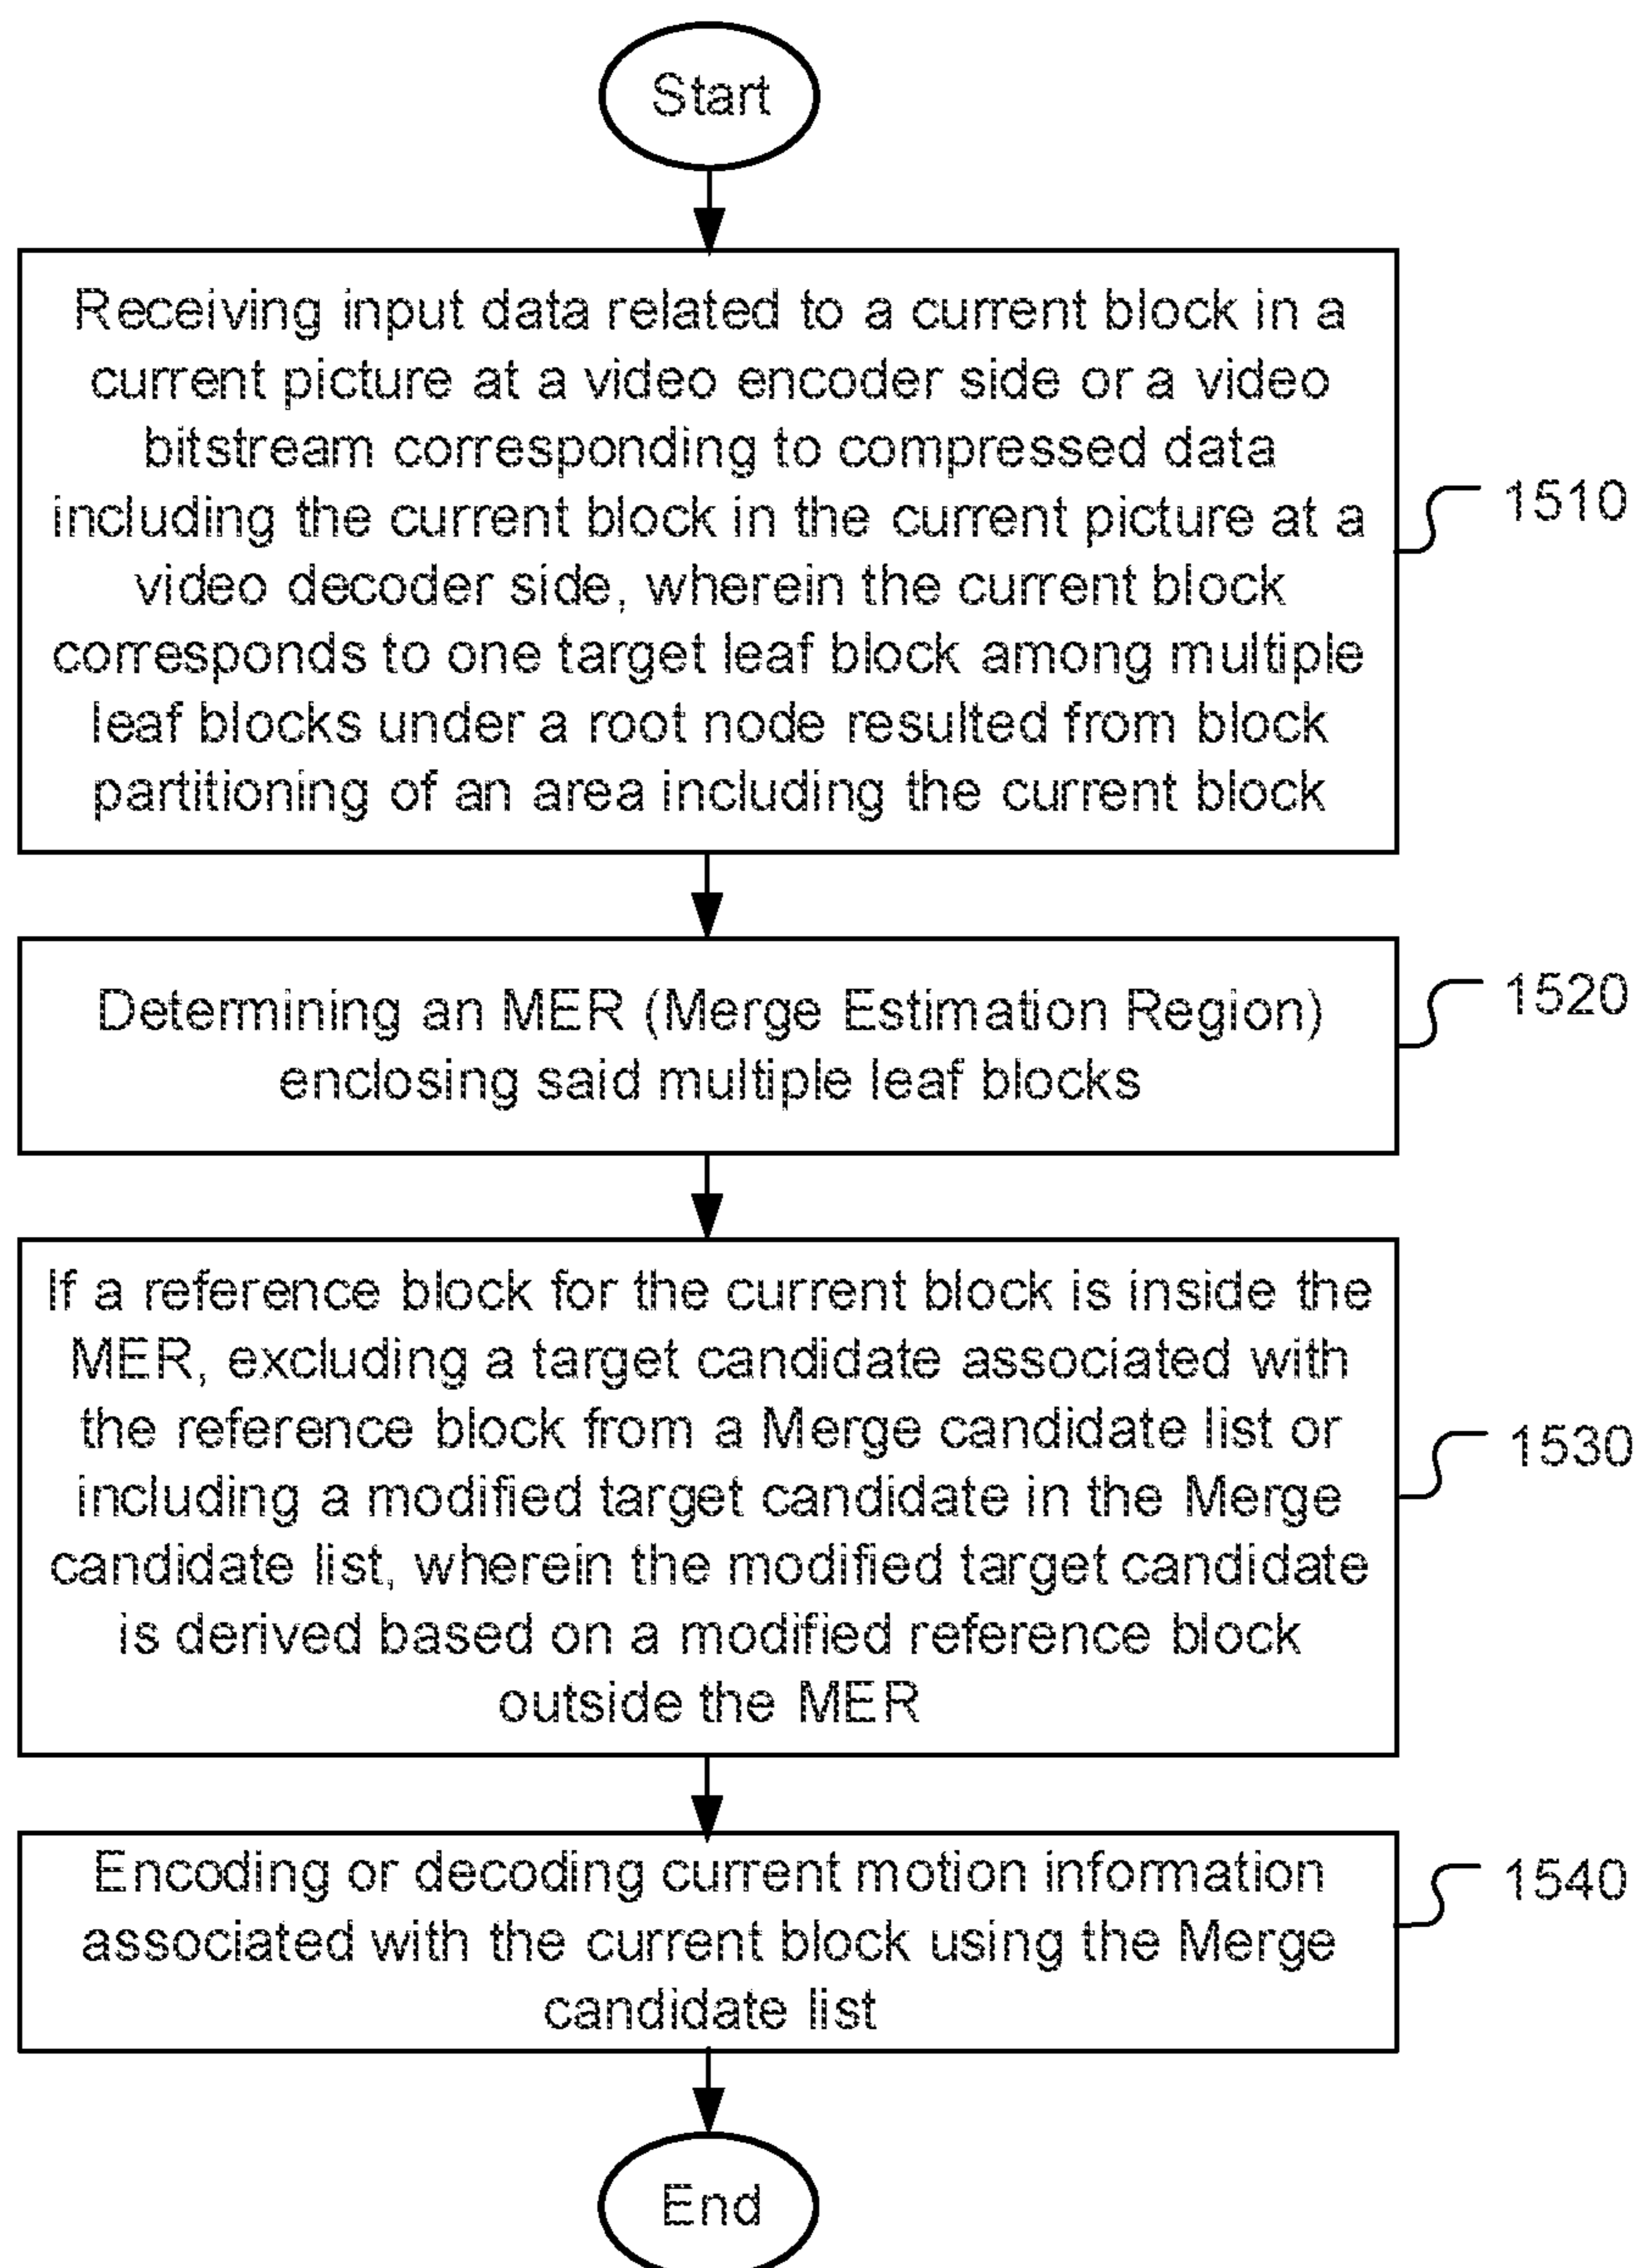 Start
Receiving input data related to a current block in a
current picture at a video encoder side or a video
bitstream corresponding to compressed data
including the current block in the current picture at a
video decoder side, wherein the current block
corresponds to one target leaf block among multiple
leaf blocks under a root node resulted from block
partitioning of an area including the current block
1510
Determining an MER (Merge Estimation Region)
enclosing said multiple leaf blocks
1520
If a reference block for the current block is inside the
MER, excluding a target candidate associated with
the reference block from a Merge candidate list or
including a modified target candidate in the Merge
candidate list, wherein the modified target candidate
is derived based on a modified reference block
outside the MER
1530
Encoding or decoding current motion information
associated with the current block using the Merge
candidate list
1540
End